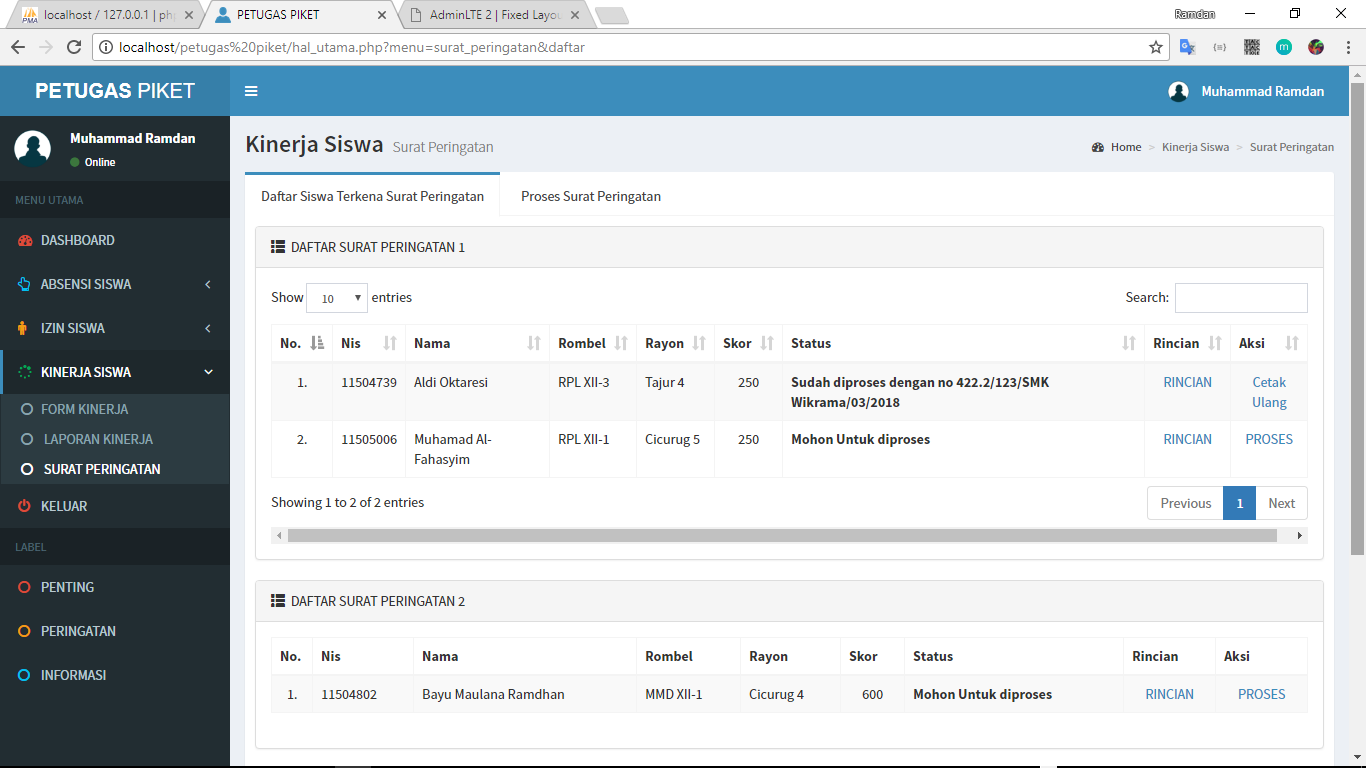 localhost / 127.0.0.1 | ph
PETUGAS PIKET
AdminLTE 2 | Fixed Layou
Ramdan
localhost/petugas%20piket/hal_utama.php?menu=surat_peringatan&daftar
PETUGAS PIKET
Muhammad Ramdan
Muhammad Ramdan
Online
Kinerja Siswa Surat Peringatan
Home > Kinerja Siswa > Surat Peringatan
MENU UTAMA
DASHBOARD
ABSENSI SISWA
IZIN SISWA
KINERJA SISWA
FORM KINERJA
LAPORAN KINERJA
SURAT PERINGATAN
KELUAR
LABEL
PENTING
PERINGATAN
INFORMASI
Daftar Siswa Terkena Surat Peringatan
Proses Surat Peringatan
DAFTAR SURAT PERINGATAN 1
Show 10 entries
Search:
No. Nis Nama Rombel Rayon Skor Status Rincian Aksi
1. 11504739 Aldi Oktaresi RPL XII-3 Tajur 4 250 Sudah diproses dengan no 422.2/123/SMK RINCIAN Cetak
Wikrama/03/2018 Ulang
2. 11505006 Muhamad Al- RPL XII-1 Cicurug 5 250 Mohon Untuk diproses RINCIAN PROSES
Fahasyim
Showing 1 to 2 of 2 entries
Previous 1 Next
DAFTAR SURAT PERINGATAN 2
No. Nis Nama Rombel Rayon Skor Status Rincian Aksi
1. 11504802 Bayu Maulana Ramdhan MMD XII-1 Cicurug 4 600 Mohon Untuk diproses RINCIAN PROSES